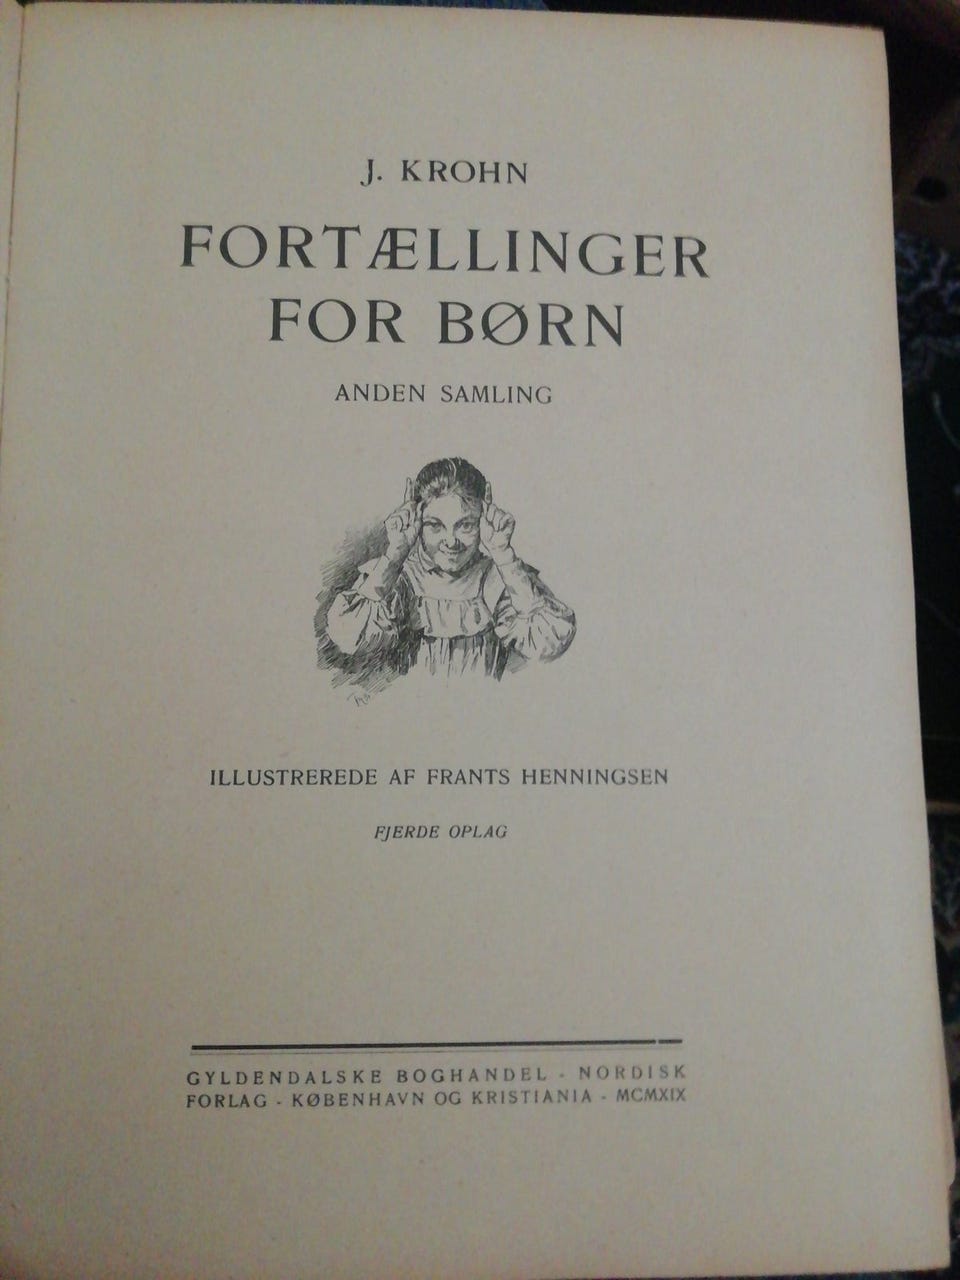 J. KROHN
FORTÆLLINGER
FOR BØRN
ANDEN SAMLING
ILLUSTREREDE AF FRANTS HENNINGSEN
FJERDE OPLAG
GYLDENDALSKE BOGHANDEL - NORDISK
FORLAG - KØBENHAVN OG KRISTIANIA - MCMXIX